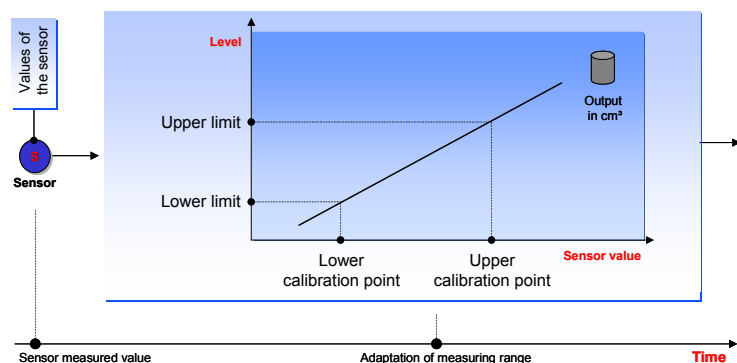 Values of
the sensor
Level
Output
in cm³
Upper limit
8
Sensor
Lower limit
Lower
calibration point
Upper
calibration point
Sensor value
Sensor measured value
Adaptation of measuring range
Time